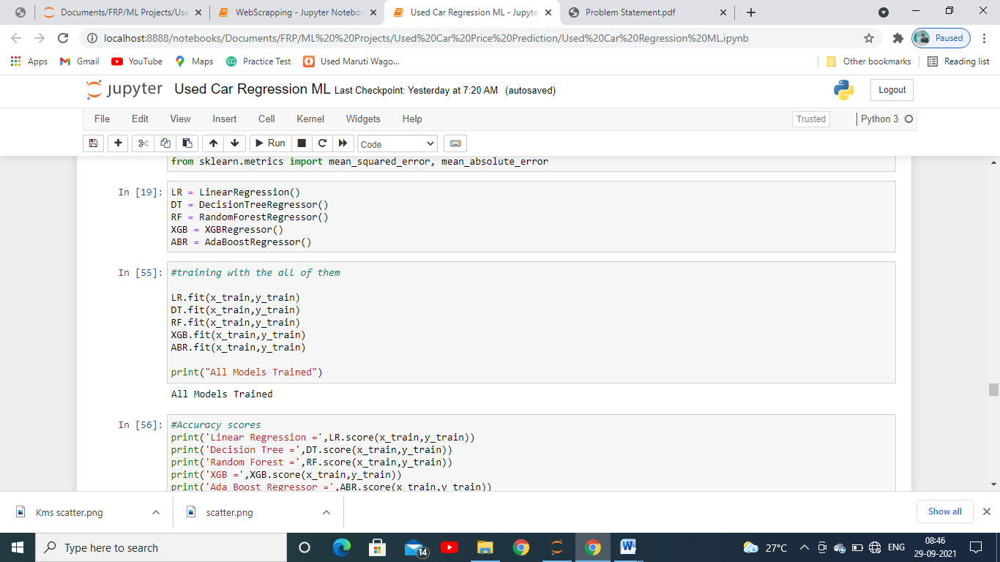 Documents/FRP/ML Projects/Use
WebScrapping - Jupyter Noteboo
Used Car Regression ML - Jupyte
Problem Statement.pdf
localhost:8888/notebooks/Documents/FRP/ML%20%20Projects/Used%20Car%20Price%20Prediction/Used%20Car%20Regression%20ML.ipynb
Paused
Apps
Gmail
YouTube
Maps
Practice Test
Used Maruti Wago...
Other bookmarks
Reading list
jupyter Used Car Regression ML Last Checkpoint: Yesterday at 7:20 AM (autosaved)
Logout
File Edit View Insert Cell Kernel Widgets Help
Trusted
Python 3
Run
Code
from sklearn.metrics import mean_squared_error, mean_absolute_error
In [19]: LR = LinearRegression()
DT = DecisionTreeRegressor()
RF = RandomForestRegressor()
XGB = XGBRegressor()
ABR = AdaBoostRegressor()
In [55]: #training with the all of them
LR.fit(x_train,y_train)
DT.fit(x_train,y_train)
RF.fit(x_train,y_train)
XGB.fit(x_train,y_train)
ABR.fit(x_train,y_train)
print("All Models Trained")
All Models Trained
In [56]: #Accuracy scores
print('Linear Regression =',LR.score(x_train,y_train))
print('Decision Tree =',DT.score(x_train,y_train))
print('Random Forest =',RF.score(x_train,y_train))
print('XGB =',XGB.score(x_train,y_train))
print('Ada Boost Regressor =',ABR.score(x_train,y_train))
Kms scatter.png
scatter.png
Show all
Type here to search
14
27°C
ENG
08:46
29-09-2021